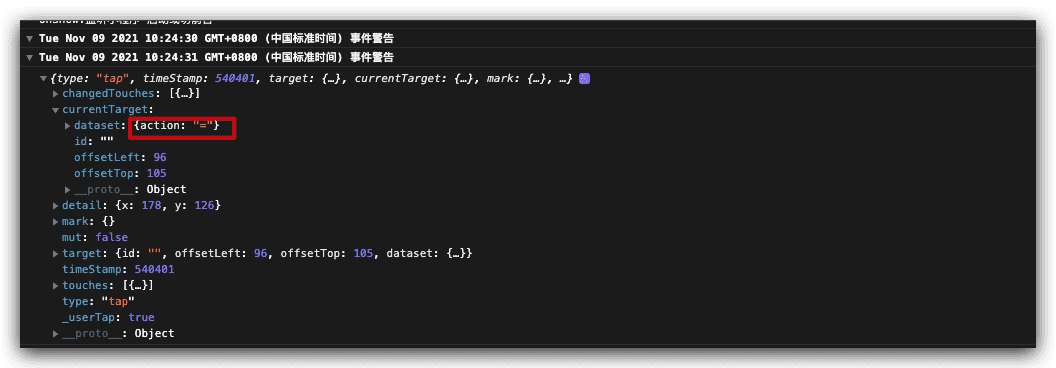 Tue Nov 09 2021 10:24:30 GMT+0800 (中国标准时间) 事件警告
Tue Nov 09 2021 10:24:31 GMT+0800 (中国标准时间) 事件警告
{type: "tap", timeStamp: 540401, target: {…}, currentTarget: {…}, mark: {…}, …}
changedTouches: [{…}]
currentTarget:
dataset: {action: "="}
id: ""
offsetLeft: 96
offsetTop: 105
__proto__: Object
detail: {x: 178, y: 126}
mark: {}
mut: false
target: {id: "", offsetLeft: 96, offsetTop: 105, dataset: {…}}
timeStamp: 540401
touches: [{…}]
type: "tap"
_userTap: true
__proto__: Object